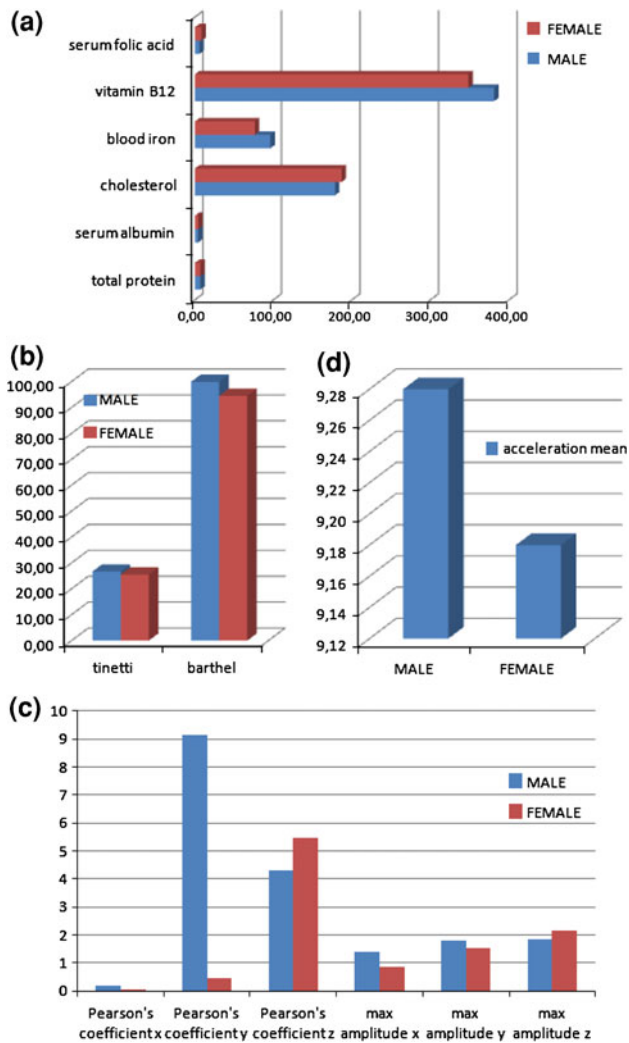 (a)
FEMALE
MALE
serum folic acid
vitamin B12
blood iron
cholesterol
serum albumin
total protein
0,00 100,00 200,00 300,00 400,00
(b)
MALE
FEMALE
100,00
90,00
80,00
70,00
60,00
50,00
40,00
30,00
20,00
10,00
0,00
tinetti barthel
(d)
acceleration mean
9,28
9,26
9,24
9,22
9,20
9,18
9,16
9,14
9,12
MALE FEMALE
(c)
MALE
FEMALE
10
9
8
7
6
5
4
3
2
1
0
Pearson's Pearson's Pearson's max max max
coefficient x coefficient y coefficient z amplitude x amplitude y amplitude z